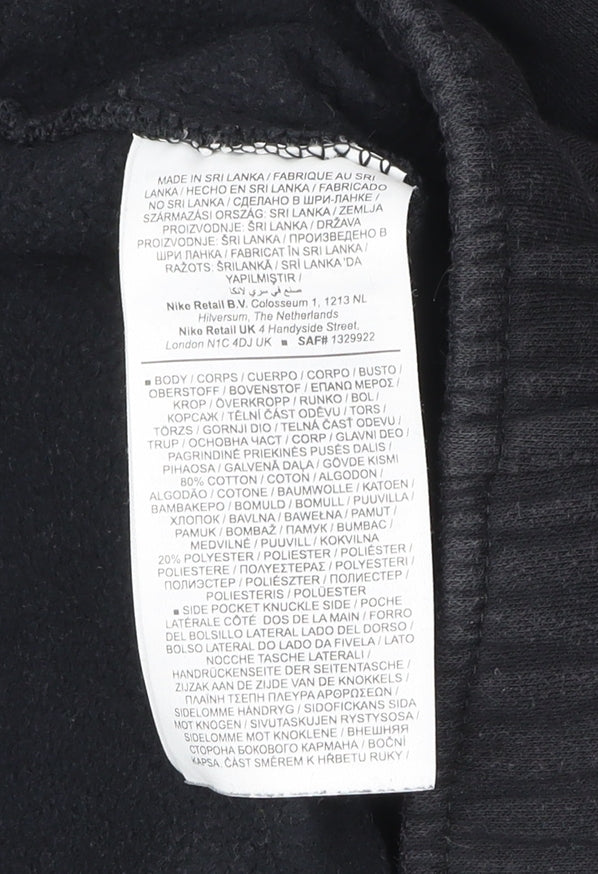 MADE IN SRI LANKA / FABRIQUE AU SRI
LANKA / HECHO EN SRI LANKA / FABRICADO
NO SRI LANKA / СДЕЛАНО В ШРИ-ЛАНКЕ /
SZÁRMAZÁSI ORSZÁG: SRI LANKA / ZEMLJA
PROIZVODNJE: ŠRI LANKA / DRŽAVA
PROIZVODNJE: ŠRI LANKA / ПРОИЗВЕДЕНО В
ШРИ ЛАНКА / FABRICAT ÎN SRI LANKA /
RAŽOTS: ŠRILANKĀ / SRİ LANKA 'DA
YAPILMIŞTIR /
صنع في سري لانكا
Nike Retail B.V. Colosseum 1, 1213 NL
Hilversum, The Netherlands
Nike Retail UK 4 Handyside Street,
London N1C 4DJ UK ■ SAF# 1329922
■ BODY / CORPS / CUERPO / CORPO / BUSTO /
OBERSTOFF / BOVENSTOF / ΕΠΑΝΩ ΜΕΡΟΣ /
KROP / ÖVERKROPP / RUNKO / BOL /
КОРСАЖ / TĚLNÍ ČÁST ODĚVU / TORS /
TÖRZS / GORNJI DIO / TELNÁ ČASŤ ODEVU /
TRUP / ОСНОВНА ЧАСТ / CORP / GLAVNI DEO /
PAGRINDINĖ PRIEKINĖS PUSĖS DALIS /
PIHAOSA / GALVENĀ DAĻA / GÖVDE KISMI
80% COTTON / COTON / ALGODON /
ALGODÃO / COTONE / BAUMWOLLE / KATOEN /
ΒΑΜΒΑΚΕΡΟ / BOMULD / BOMULL / PUUVILLA /
ХЛОПОК / BAVLNA / BAWEŁNA / PAMUT /
PAMUK / BOMBAŽ / ПАМУК / BUMBAC /
MEDVILNĖ / PUUVILL / KOKVILNA
20% POLYESTER / POLIESTER / POLIÉSTER /
POLIESTERE / ΠΟΛΥΕΣΤΕΡΑΣ / POLYESTERI /
ПОЛИЭСТЕР / POLIÉSZTER / ПОЛИЕСТЕР /
POLIESTERIS / POLÜESTER
■ SIDE POCKET KNUCKLE SIDE / POCHE
LATÉRALE CÔTÉ DOS DE LA MAIN / FORRO
DEL BOLSILLO LATERAL LADO DEL DORSO /
BOLSO LATERAL DO LADO DA FIVELA / LATO
NOCCHE TASCHE LATERALI /
HANDRÜCKENSEITE DER SEITENTASCHE /
ZIJZAK AAN DE ZIJDE VAN DE KNOKKELS /
ΠΛΑΪΝΗ ΤΣΕΠΗ ΠΛΕΥΡΑ ΑΡΘΡΩΣΕΩΝ /
SIDELOMME HÅNDRYG / SIDOFICKANS SIDA
MOT KNOGEN / SIVUTASKUJEN RYSTYSOSA /
SIDELOMME MOT KNOKLENE / ВНЕШНЯЯ
СТОРОНА БОКОВОГО КАРМАНА / BOČNÍ
KAPSA, ČÁST SMĚREM K HŘBETU RUKY /